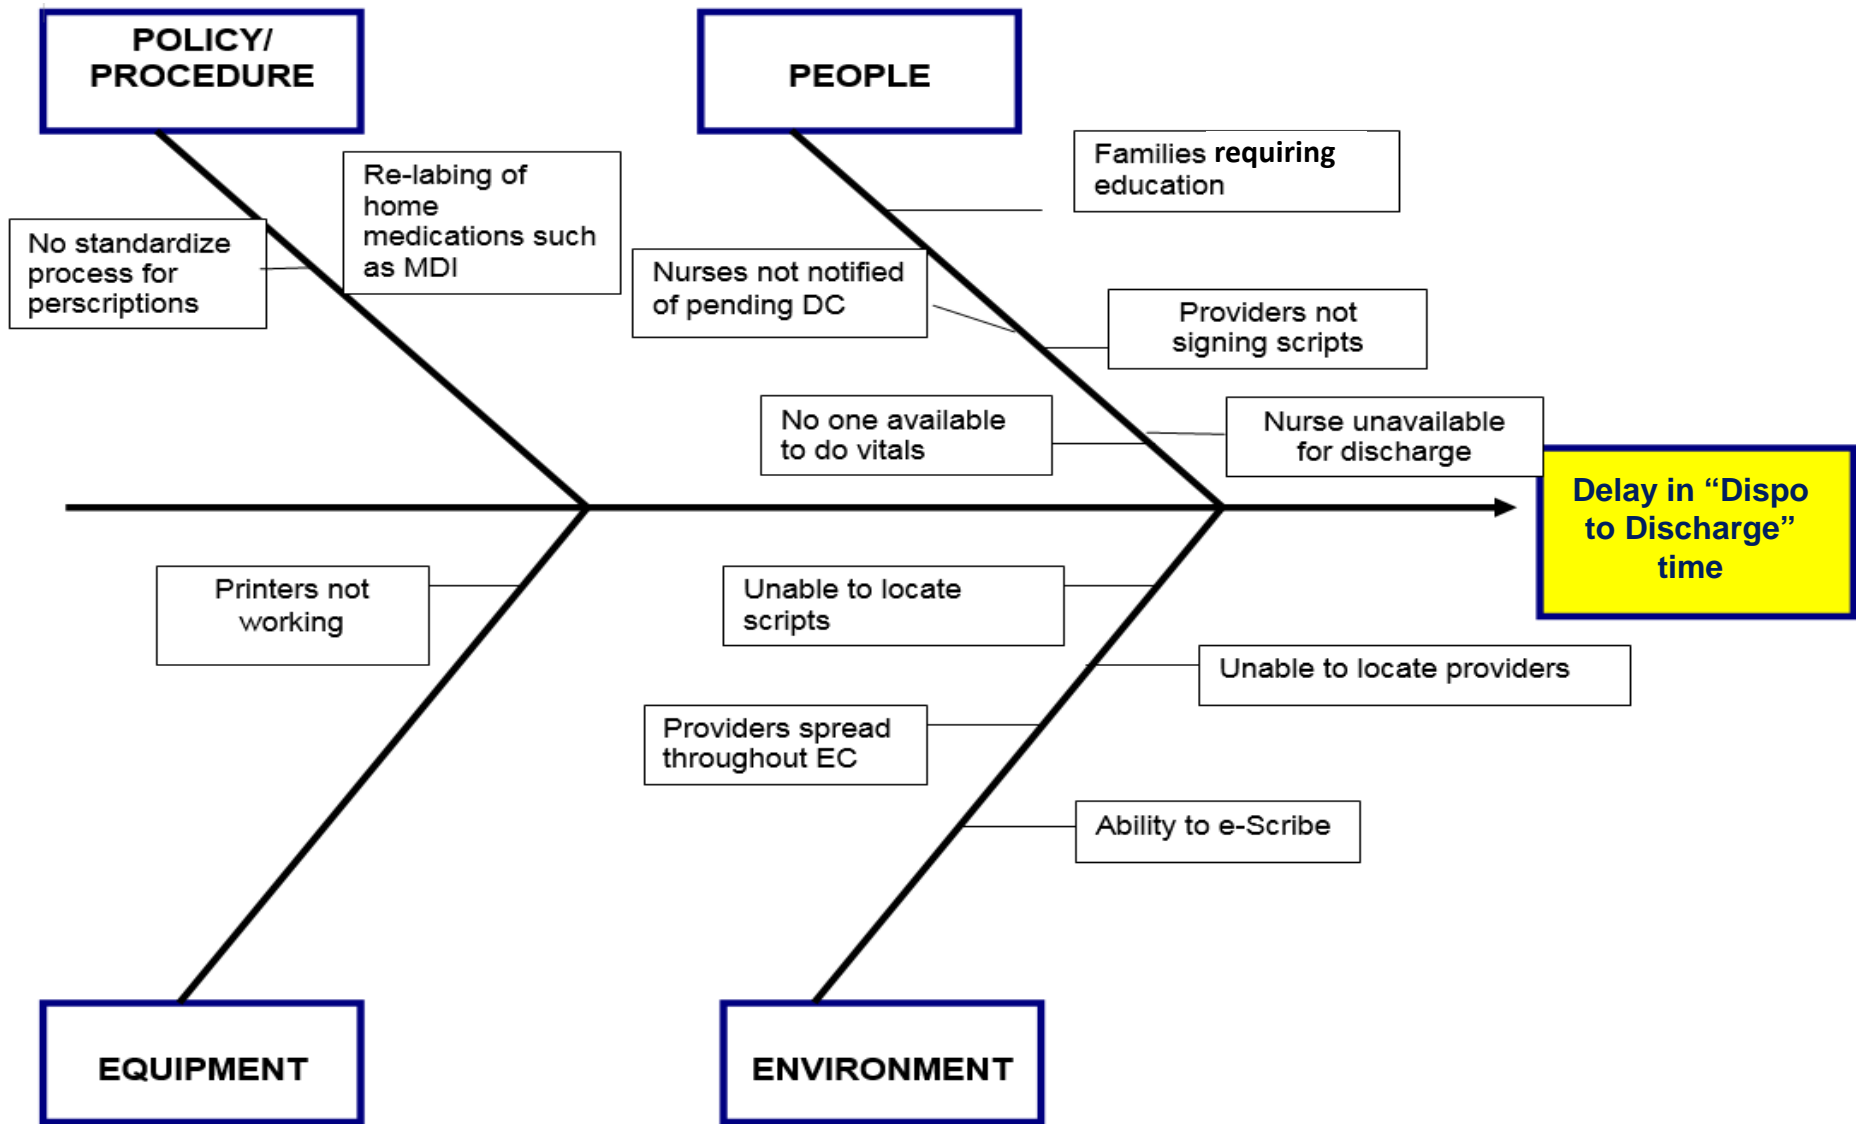 POLICY/
PROCEDURE
PEOPLE
Families requiring
education
Re-labing of
home
medications such
as MDI
No standardize
process for
perscriptions
Nurses not notified
of pending DC
Providers not
signing scripts
No one available
to do vitals
Nurse unavailable
for discharge
Delay in “Dispo
to Discharge”
time
Printers not
working
Unable to locate
scripts
Unable to locate providers
Providers spread
throughout EC
Ability to e-Scribe
EQUIPMENT
ENVIRONMENT